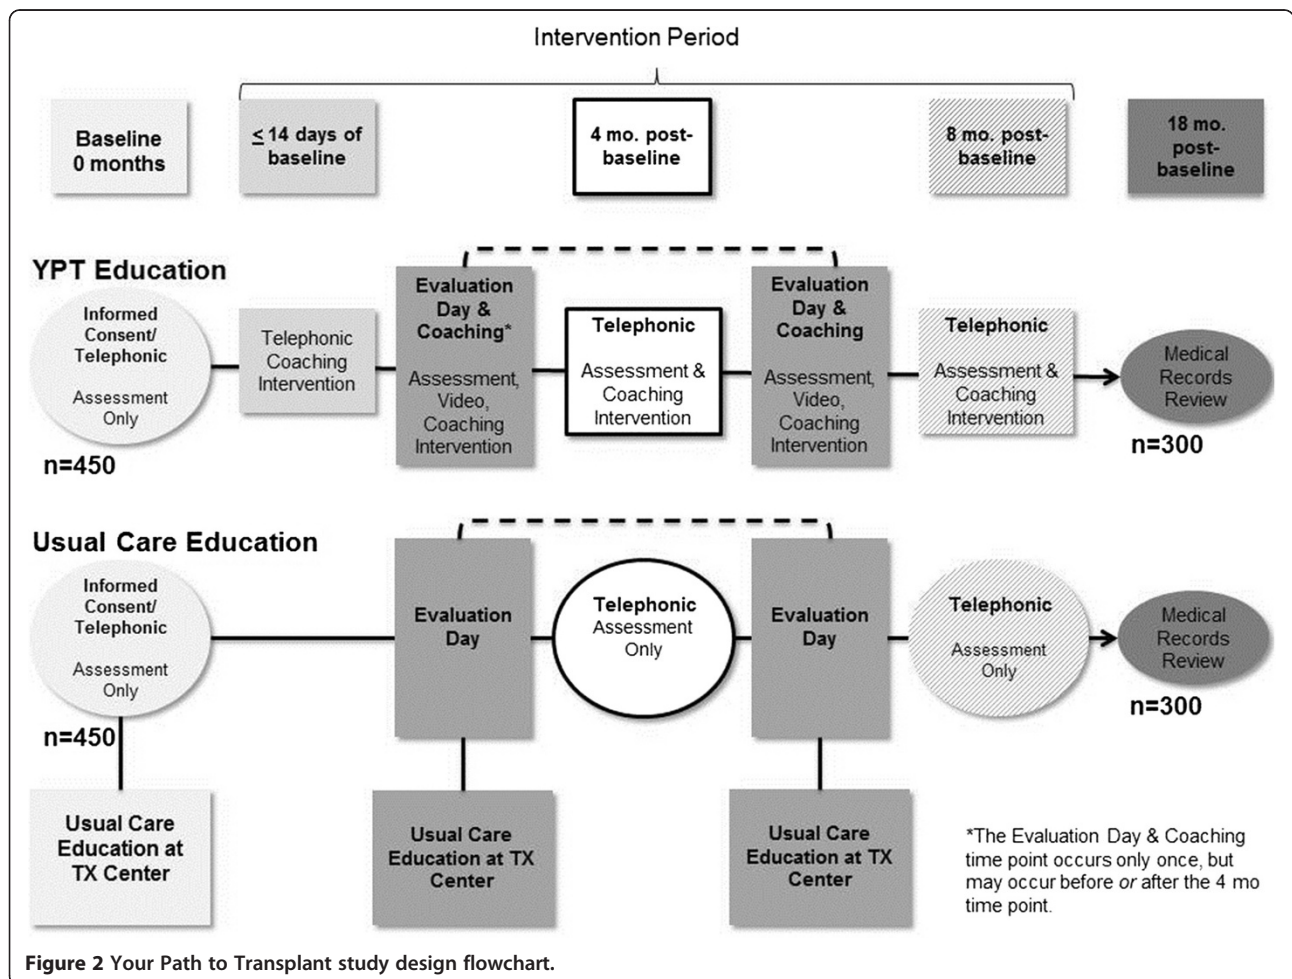 Intervention Period
Baseline
0 months
≤ 14 days of
baseline
4 mo. post-
baseline
8 mo. post-
baseline
18 mo.
post-
baseline
YPT Education
Informed
Consent/
Telephonic
Assessment
Only
n=450
Telephonic
Coaching
Intervention
Evaluation
Day &
Coaching*
Assessment,
Video,
Coaching
Intervention
Telephonic
Assessment &
Coaching
Intervention
Evaluation
Day &
Coaching
Assessment,
Video,
Coaching
Intervention
Telephonic
Assessment &
Coaching
Intervention
Medical
Records
Review
n=300
Usual Care Education
Informed
Consent/
Telephonic
Assessment
Only
n=450
Evaluation
Day
Telephonic
Assessment
Only
Evaluation
Day
Telephonic
Assessment
Only
Medical
Records
Review
n=300
Usual Care
Education at
TX Center
Usual Care
Education at TX
Center
Usual Care
Education at TX
Center
*The Evaluation Day & Coaching
time point occurs only once, but
may occur before or after the 4 mo
time point.
Figure 2 Your Path to Transplant study design flowchart.